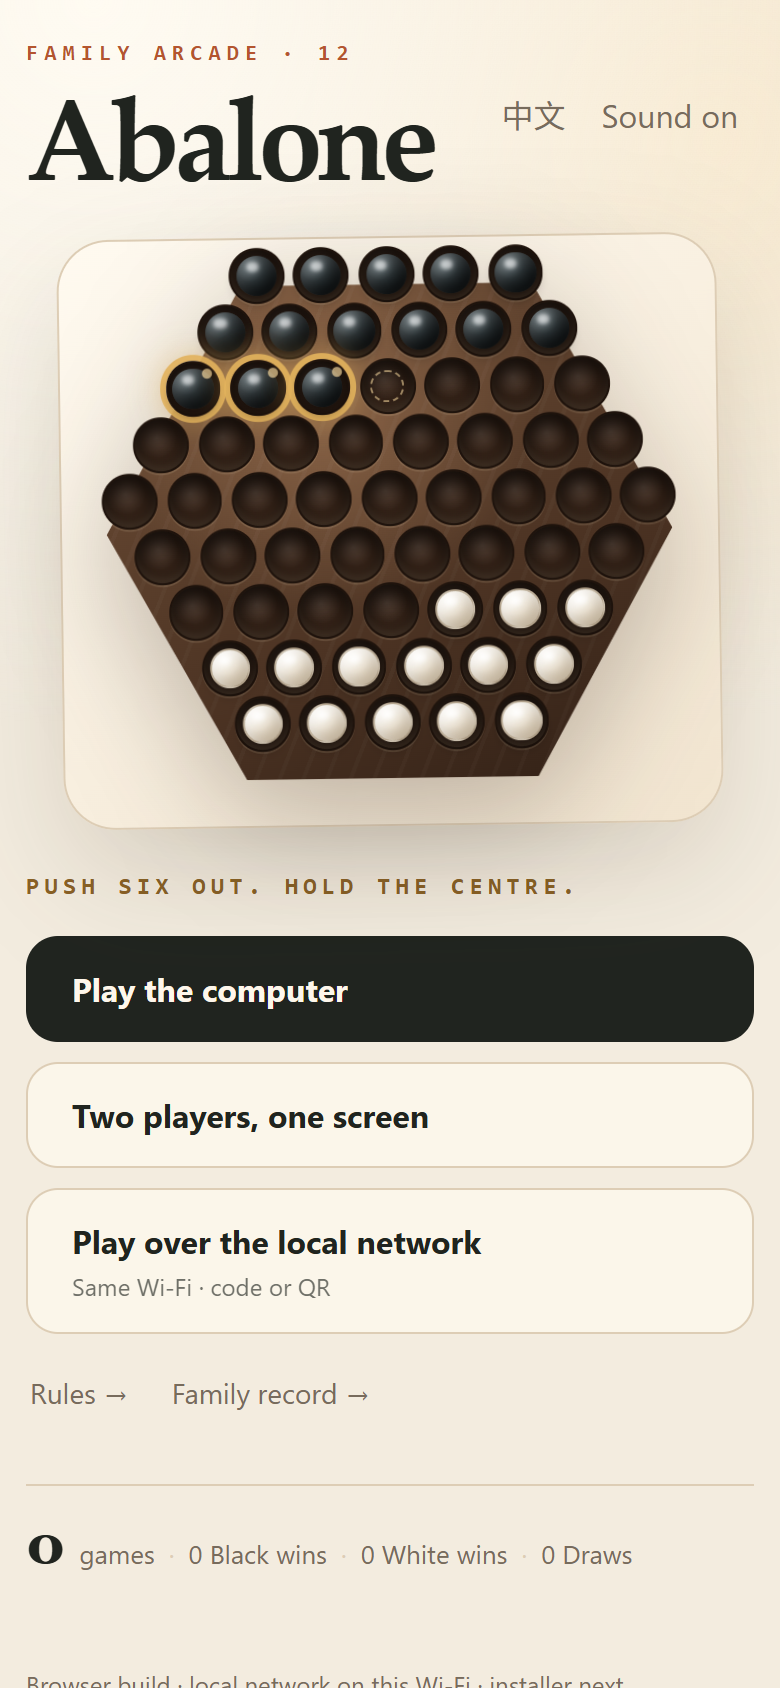 FAMILY ARCADE · 12
Abalone
中文 Sound on
PUSH SIX OUT. HOLD THE CENTRE.
Play the computer
Two players, one screen
Play over the local network
Same Wi-Fi · code or QR
Rules → Family record →
0 games · 0 Black wins · 0 White wins · 0 Draws
Browser build · local network on this Wi-Fi · installer next